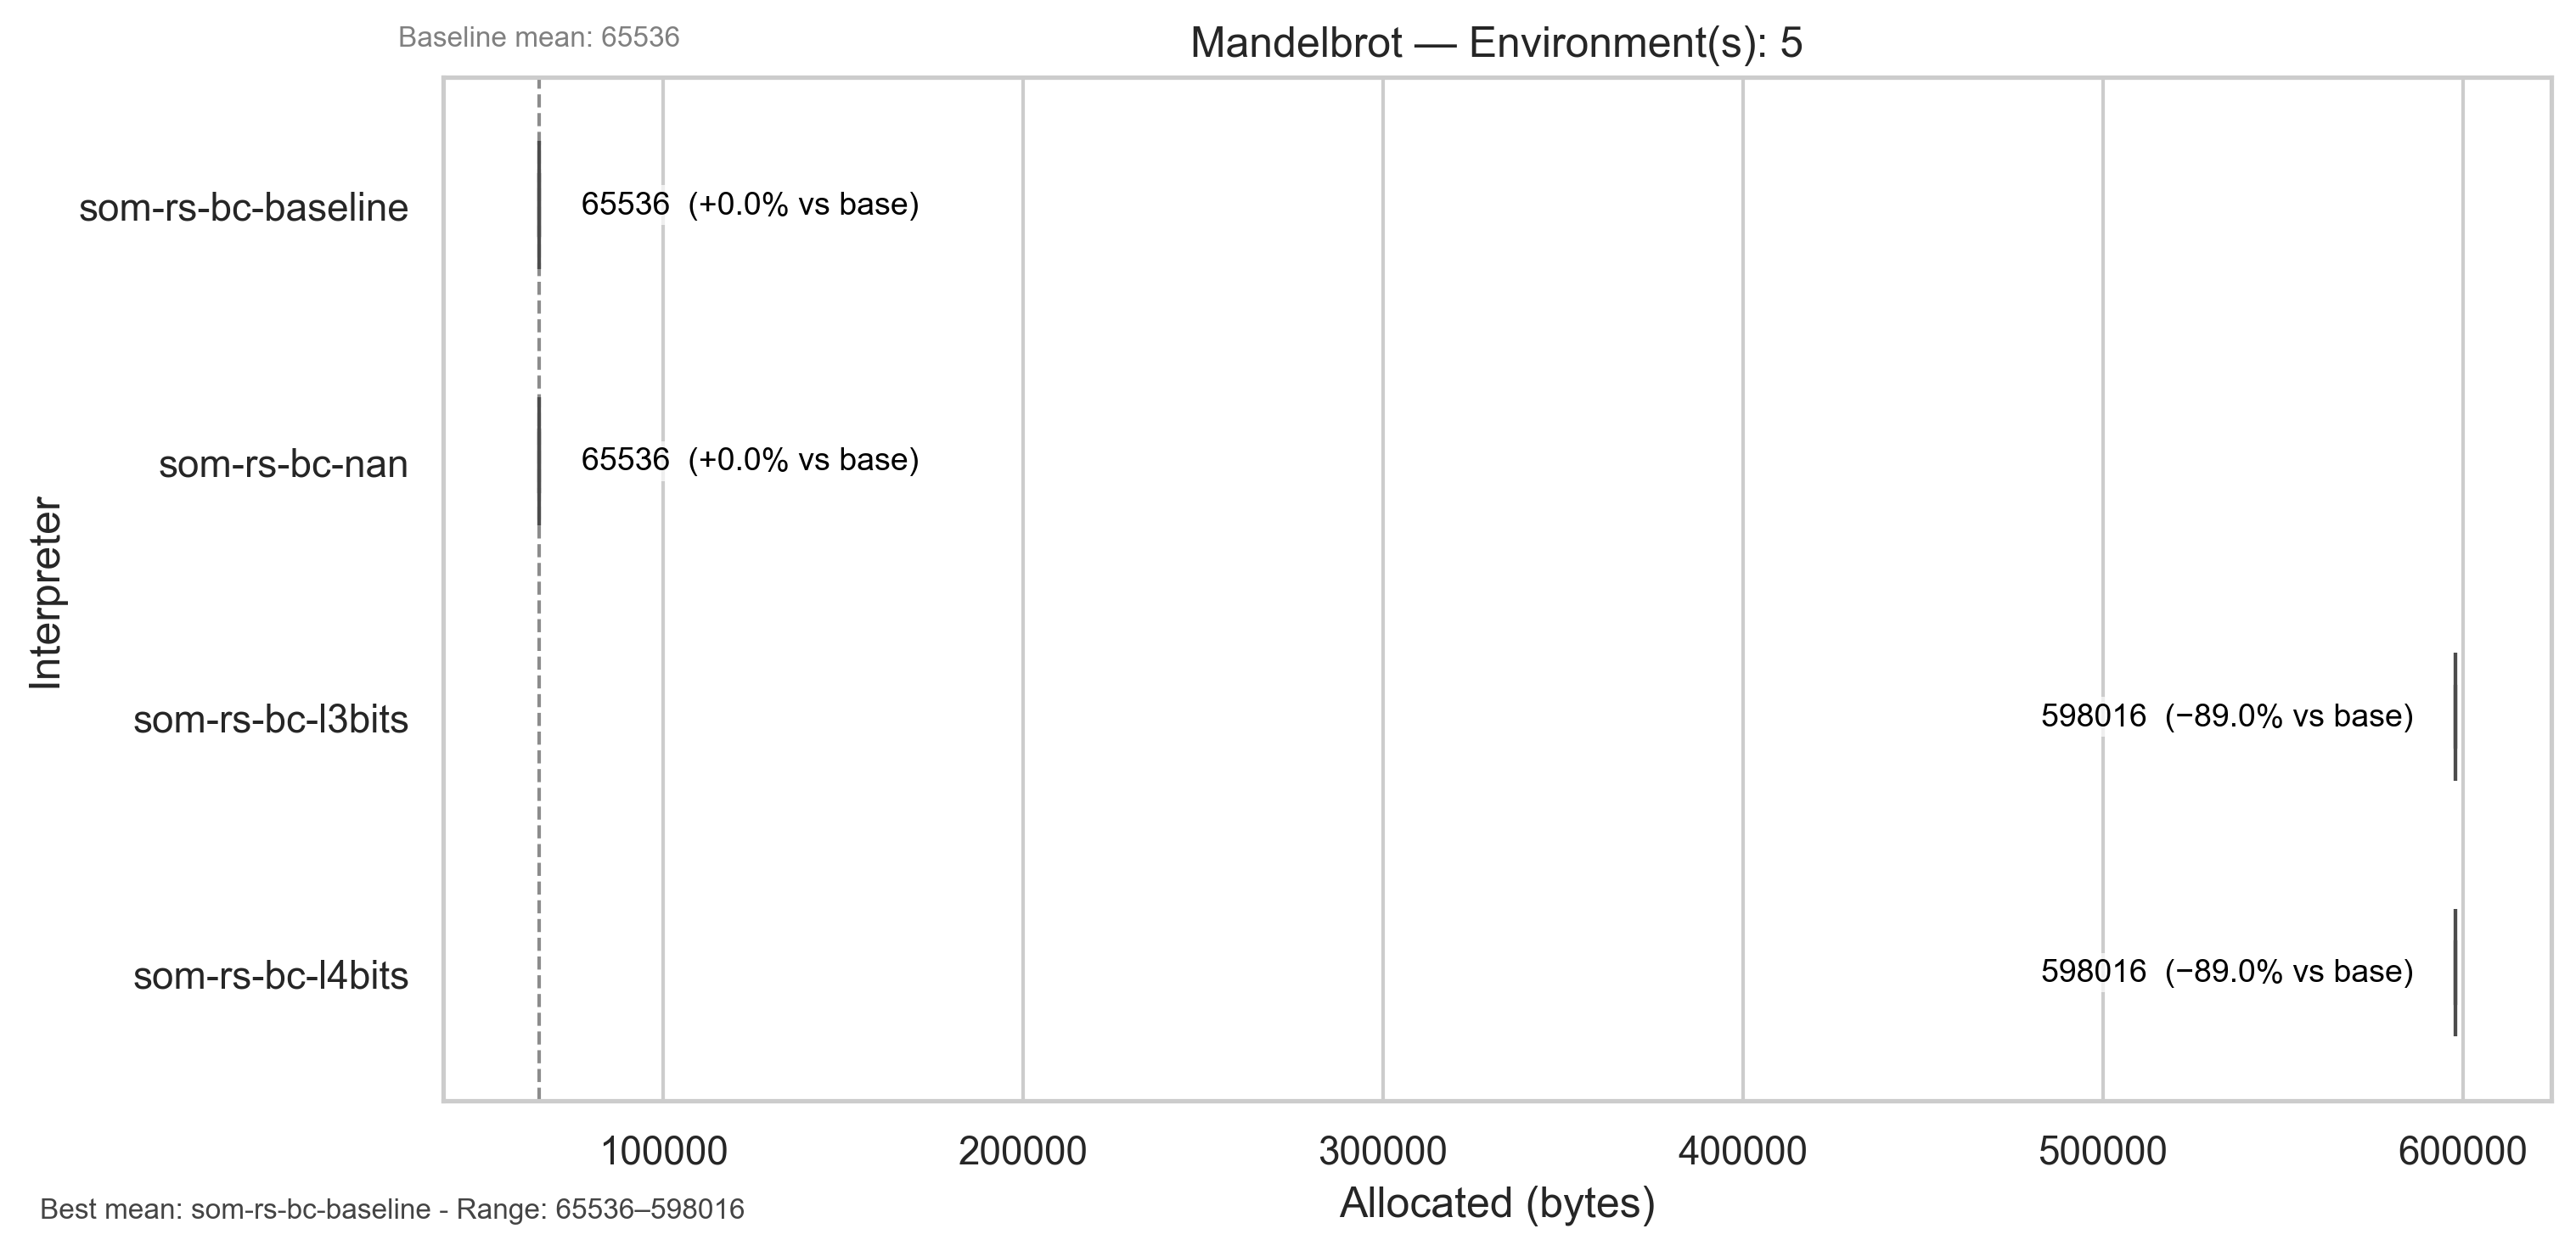 Baseline mean: 65536
Mandelbrot — Environment(s): 5
Interpreter
som-rs-bc-baseline
65536 (+0.0% vs base)
som-rs-bc-nan
65536 (+0.0% vs base)
som-rs-bc-l3bits
598016 (−89.0% vs base)
som-rs-bc-l4bits
598016 (−89.0% vs base)
100000 200000 300000 400000 500000 600000
Allocated (bytes)
Best mean: som-rs-bc-baseline - Range: 65536–598016